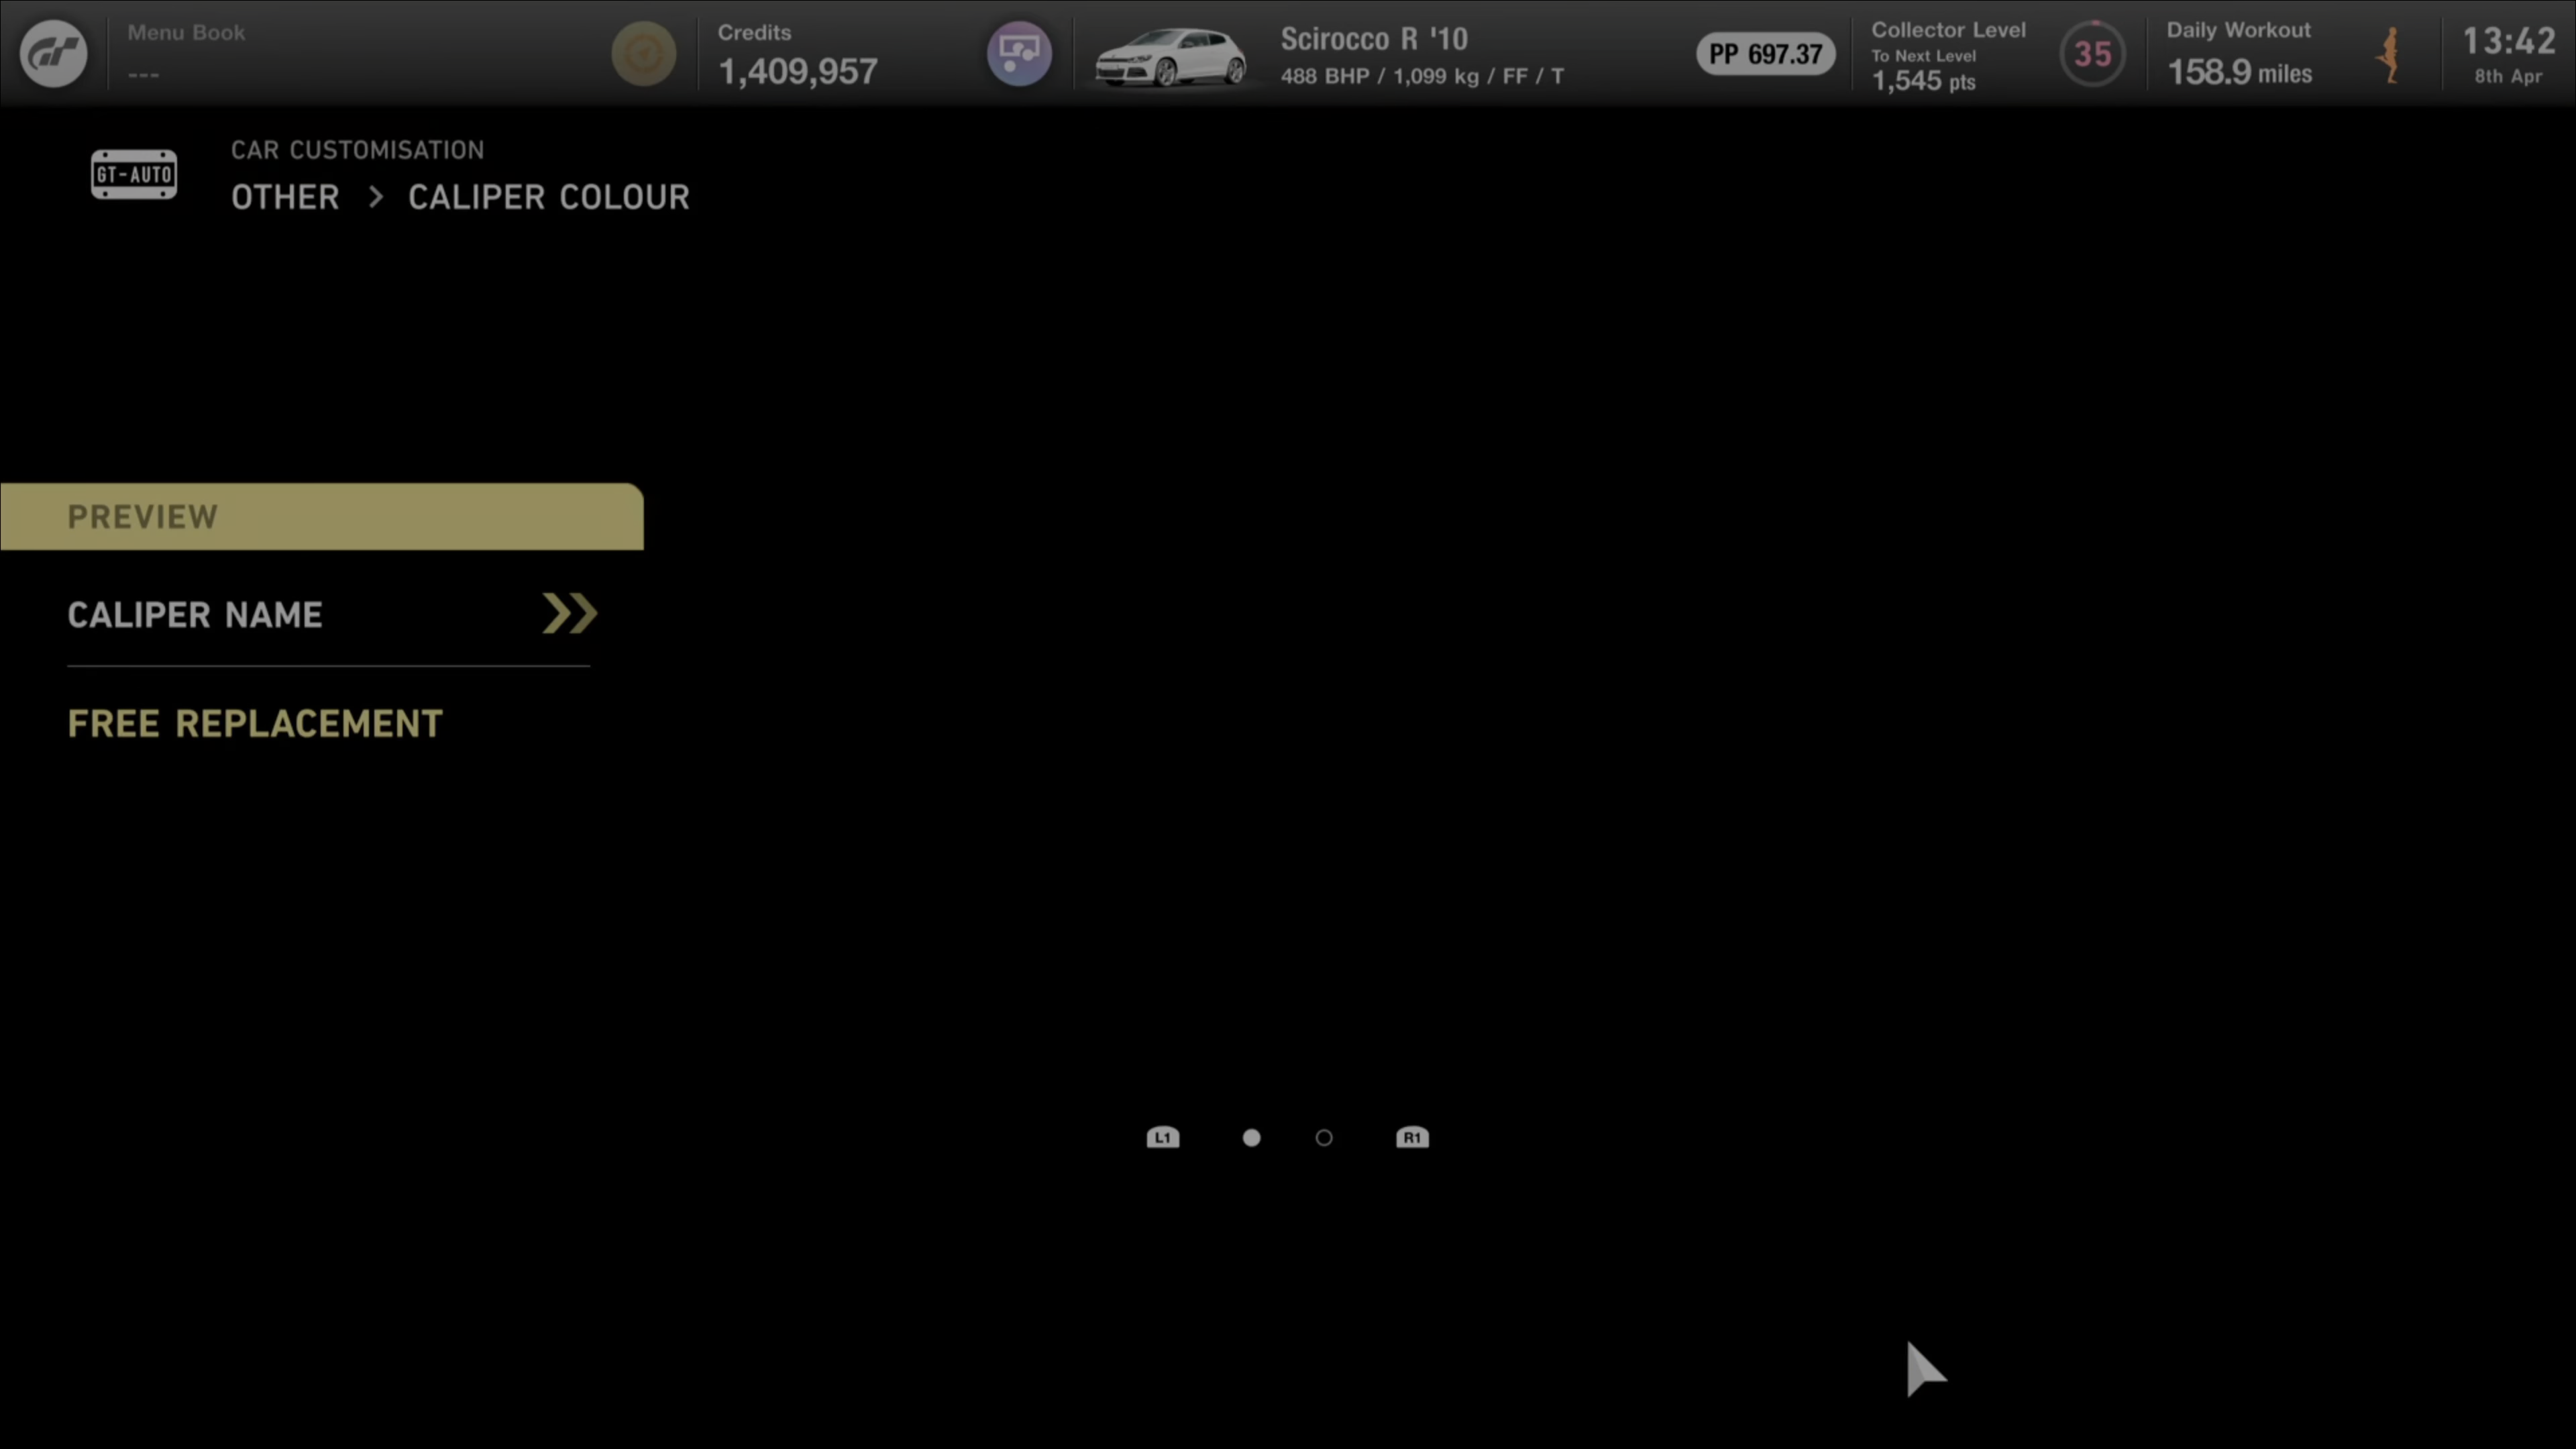 Menu Book
---
Credits
1,409,957
Scirocco R '10
488 BHP / 1,099 kg / FF / T
PP 697.37
Collector Level
To Next Level
1,545 pts
35
Daily Workout
158.9 miles
13:42
8th Apr
GT-AUTO
CAR CUSTOMISATION
OTHER > CALIPER COLOUR
PREVIEW
CALIPER NAME
FREE REPLACEMENT
L1
R1